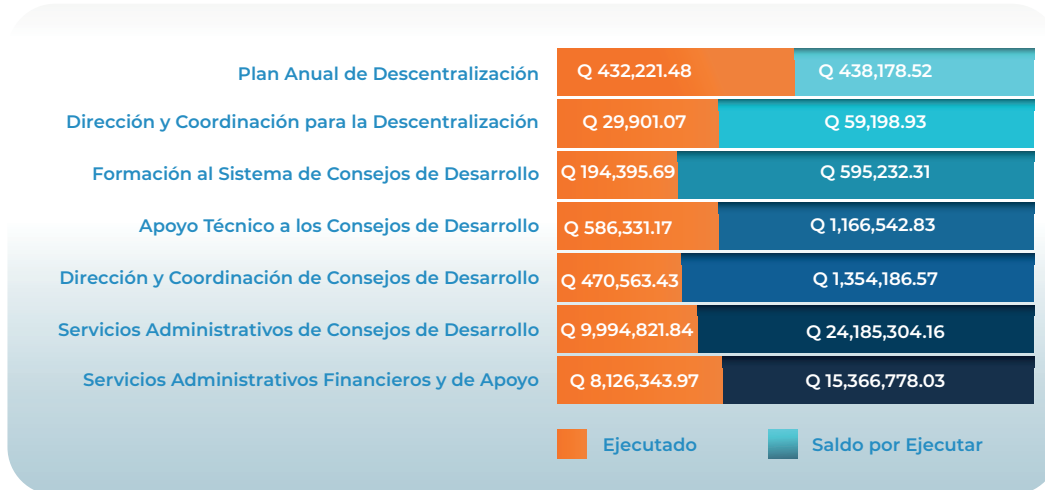 Plan Anual de Descentralización Q 432,221.48 Q 438,178.52
Dirección y Coordinación para la Descentralización Q 29,901.07 Q 59,198.93
Formación al Sistema de Consejos de Desarrollo Q 194,395.69 Q 595,232.31
Apoyo Técnico a los Consejos de Desarrollo Q 586,331.17 Q 1,166,542.83
Dirección y Coordinación de Consejos de Desarrollo Q 470,563.43 Q 1,354,186.57
Servicios Administrativos de Consejos de Desarrollo Q 9,994,821.84 Q 24,185,304.16
Servicios Administrativos Financieros y de Apoyo Q 8,126,343.97 Q 15,366,778.03
Ejecutado Saldo por Ejecutar